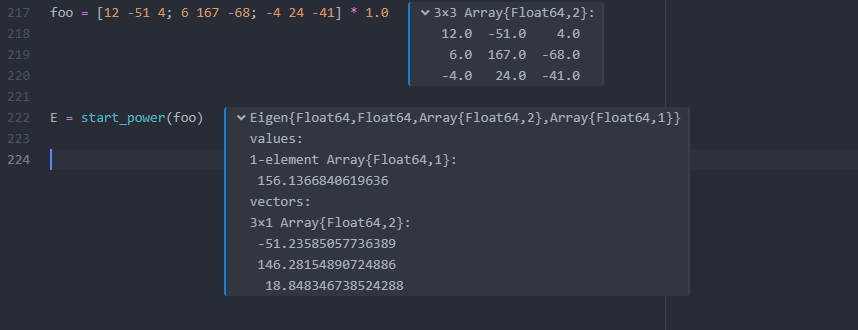 217 foo = [12 -51 4; 6 167 -68; -4 24 -41] * 1.0
3×3 Array{Float64,2}:
12.0 -51.0 4.0
218
6.0 167.0 -68.0
219
-4.0 24.0 -41.0
220
221
222 E = start_power(foo)
Eigen{Float64,Float64,Array{Float64,2},Array{Float64,1}}
223
values:
224
1-element Array{Float64,1}:
156.1366840619636
vectors:
3×1 Array{Float64,2}:
-51.23585057736389
146.28154890724886
18.848346738524288